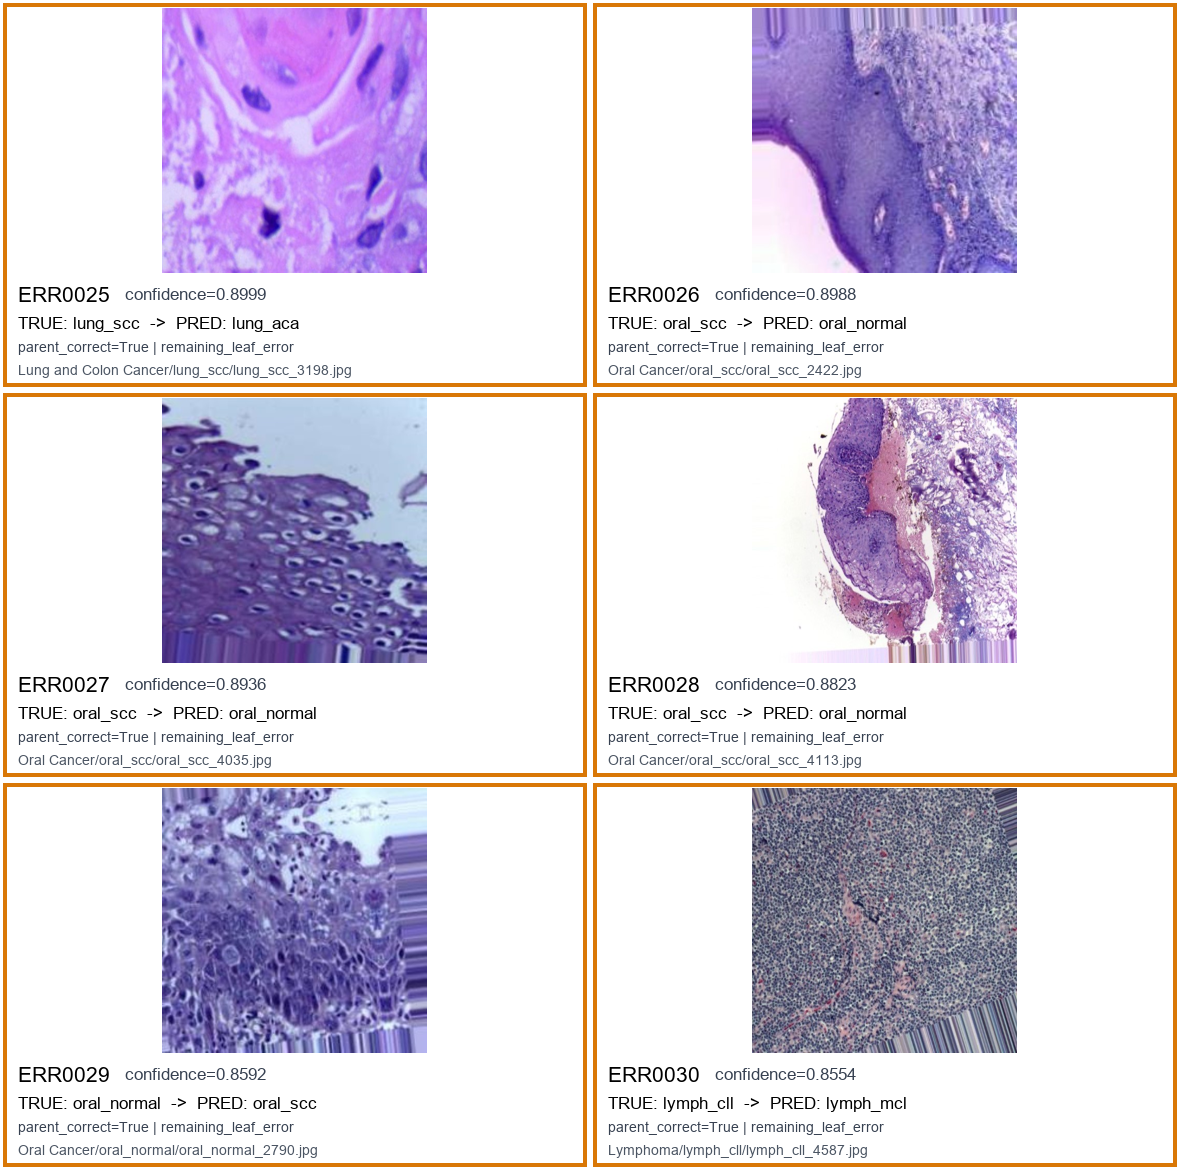 ERR0025 confidence=0.8999
TRUE: lung_scc -> PRED: lung_aca
parent_correct=True | remaining_leaf_error
Lung and Colon Cancer/lung_scc/lung_scc_3198.jpg
ERR0026 confidence=0.8988
TRUE: oral_scc -> PRED: oral_normal
parent_correct=True | remaining_leaf_error
Oral Cancer/oral_scc/oral_scc_2422.jpg
ERR0027 confidence=0.8936
TRUE: oral_scc -> PRED: oral_normal
parent_correct=True | remaining_leaf_error
Oral Cancer/oral_scc/oral_scc_4035.jpg
ERR0028 confidence=0.8823
TRUE: oral_scc -> PRED: oral_normal
parent_correct=True | remaining_leaf_error
Oral Cancer/oral_scc/oral_scc_4113.jpg
ERR0029 confidence=0.8592
TRUE: oral_normal -> PRED: oral_scc
parent_correct=True | remaining_leaf_error
Oral Cancer/oral_normal/oral_normal_2790.jpg
ERR0030 confidence=0.8554
TRUE: lymph_cll -> PRED: lymph_mcl
parent_correct=True | remaining_leaf_error
Lymphoma/lymph_cll/lymph_cll_4587.jpg